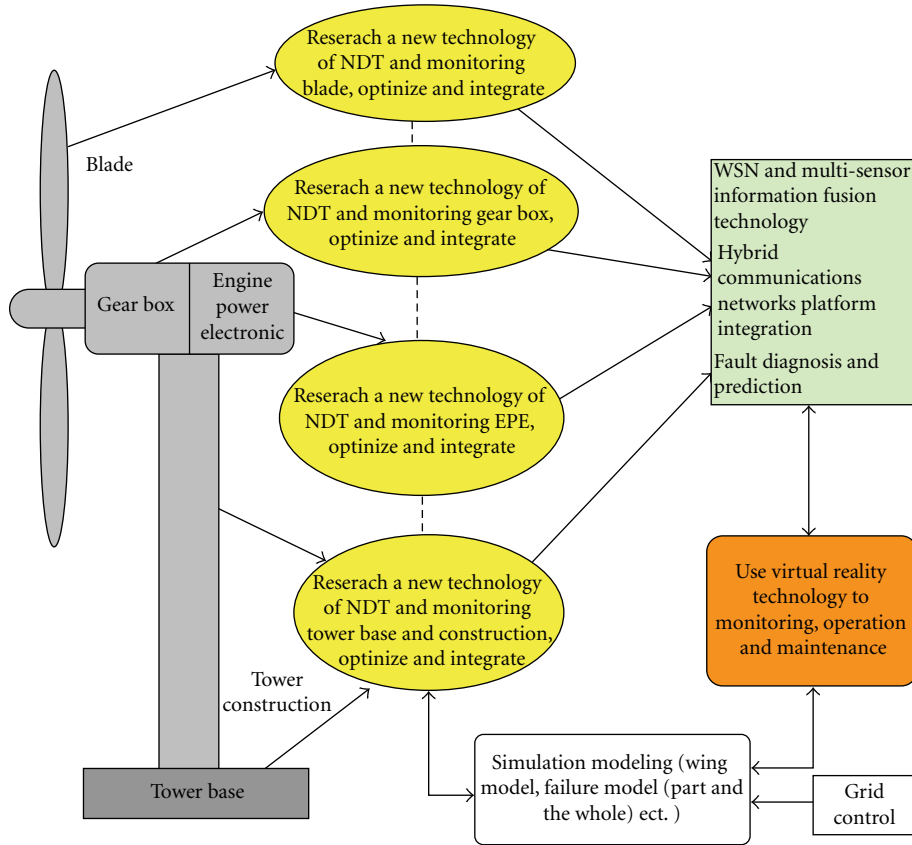 Reserach a new technology
of NDT and monitoring
blade, optinize and integrate
Blade
Reserach a new technology of
NDT and monitoring gear box,
optimize and integrate
WSN and multi-sensor
information fusion
technology
Hybrid
communications
networks platform
integration
Fault diagnosis and
prediction
Gear box
Engine
power
electronic
Reserach a new technology of
NDT and monitoring EPE,
optimize and integrate
Reserach a new technology
of NDT and monitoring
tower base and construction,
optimize and integrate
Use virtual reality
technology to
monitoring, operation
and maintenance
Tower
construction
Tower base
Simulation modeling (wing
model, failure model (part and
the whole) ect. )
Grid
control